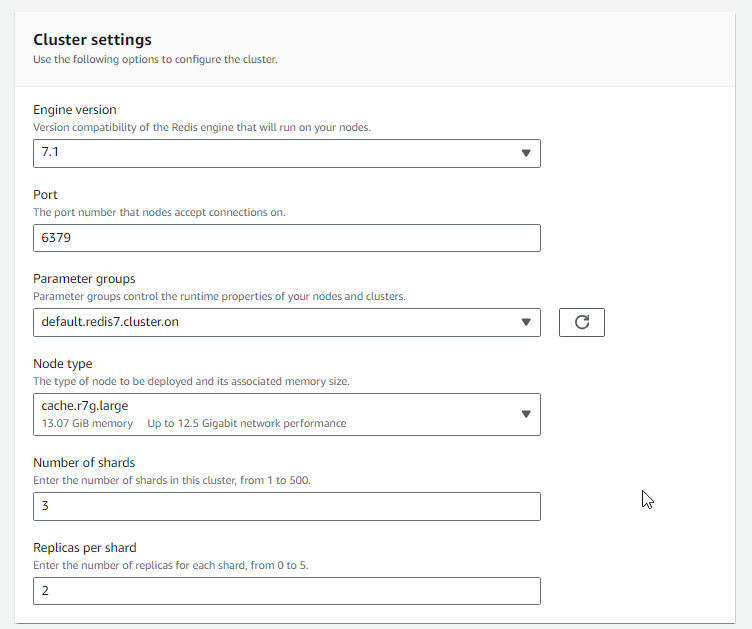 Cluster settings
Use the following options to configure the cluster.
Engine version
Version compatibility of the Redis engine that will run on your nodes.
7.1
Port
The port number that nodes accept connections on.
6379
Parameter groups
Parameter groups control the runtime properties of your nodes and clusters.
default.redis7.cluster.on
Node type
The type of node to be deployed and its associated memory size.
cache.r7g.large
13.07 GiB memory Up to 12.5 Gigabit network performance
Number of shards
Enter the number of shards in this cluster, from 1 to 500.
3
Replicas per shard
Enter the number of replicas for each shard, from 0 to 5.
2